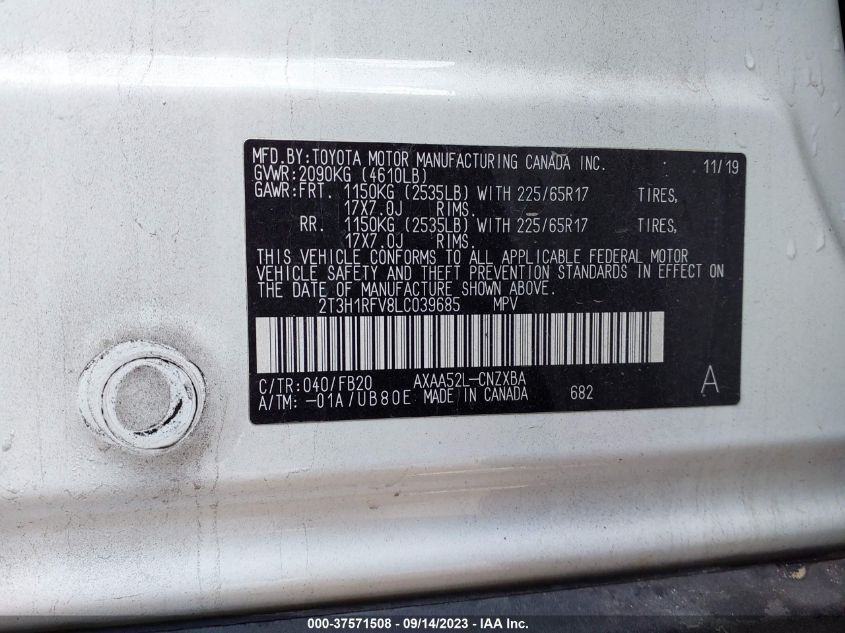 MFD.BY:TOYOTA MOTOR MANUFACTURING CANADA INC. 11/19
GVWR:2090KG (4610LB)
GAWR:FRT. 1150KG (2535LB) WITH 225/65R17 TIRES,
17X7.0J RIMS.
RR. 1150KG (2535LB) WITH 225/65R17 TIRES,
17X7.0J RIMS.
THIS VEHICLE CONFORMS TO ALL APPLICABLE FEDERAL MOTOR
VEHICLE SAFETY AND THEFT PREVENTION STANDARDS IN EFFECT ON
THE DATE OF MANUFACTURE SHOWN ABOVE.
2T3H1RFV8LC039685 MPV
C/TR:040/FB20 AXAA52L-CNZXBA
A/TM:-01A/UB80E MADE IN CANADA 682 A
000-37571508 - 09/14/2023 - IAA Inc.